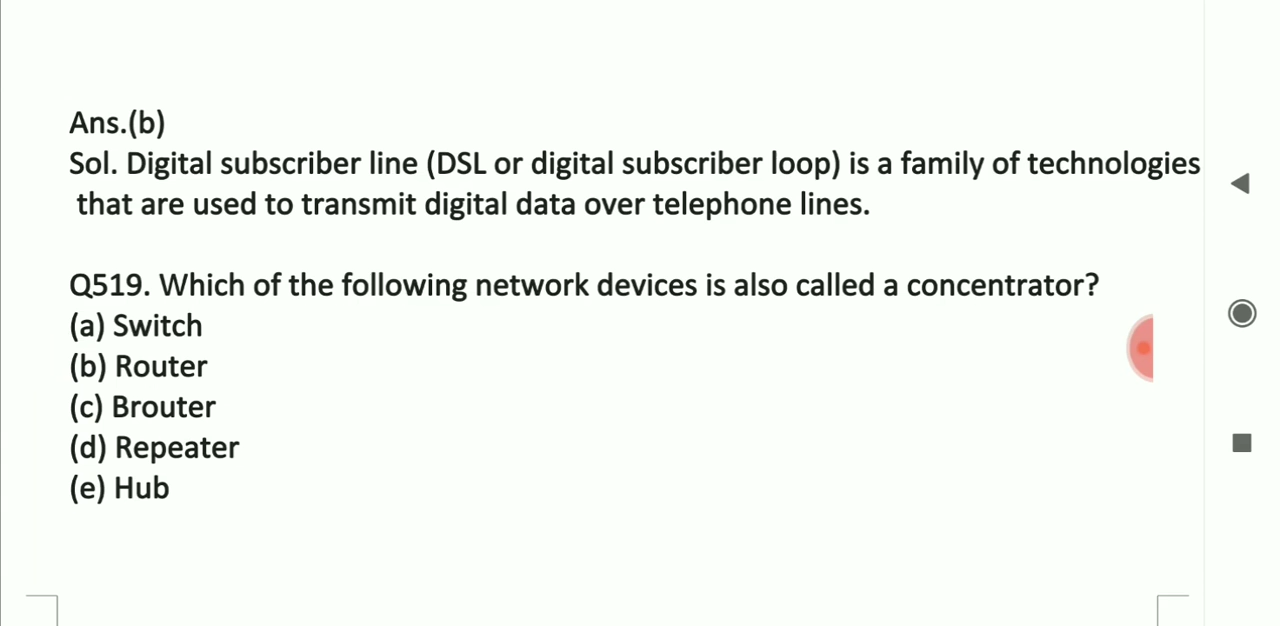 Ans.(b)
Sol. Digital subscriber line (DSL or digital subscriber loop) is a family of technologies
that are used to transmit digital data over telephone lines.
Q519. Which of the following network devices is also called a concentrator?
(a) Switch
(b) Router
(c) Brouter
(d) Repeater
(e) Hub